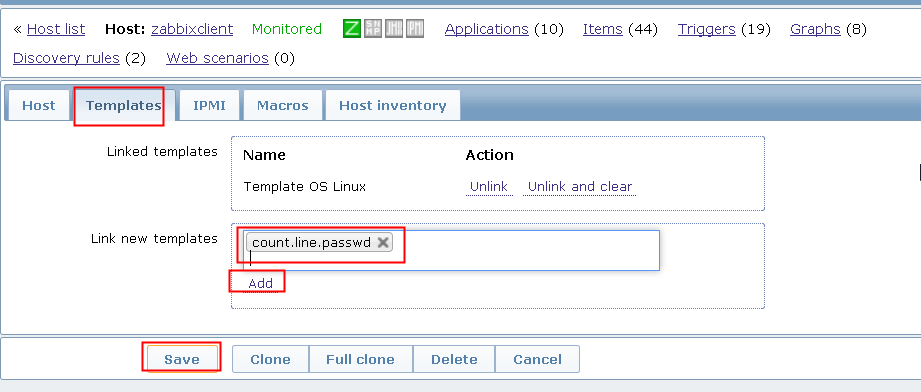 « Host list Host: zabbixclient Monitored Z SNMP JMX IPMI Applications (10) Items (44) Triggers (19) Graphs (8)
Discovery rules (2) Web scenarios (0)
Host Templates IPMI Macros Host inventory
Linked templates Name Action
Template OS Linux Unlink Unlink and clear
Link new templates count.line.passwd
Add
Save Clone Full clone Delete Cancel